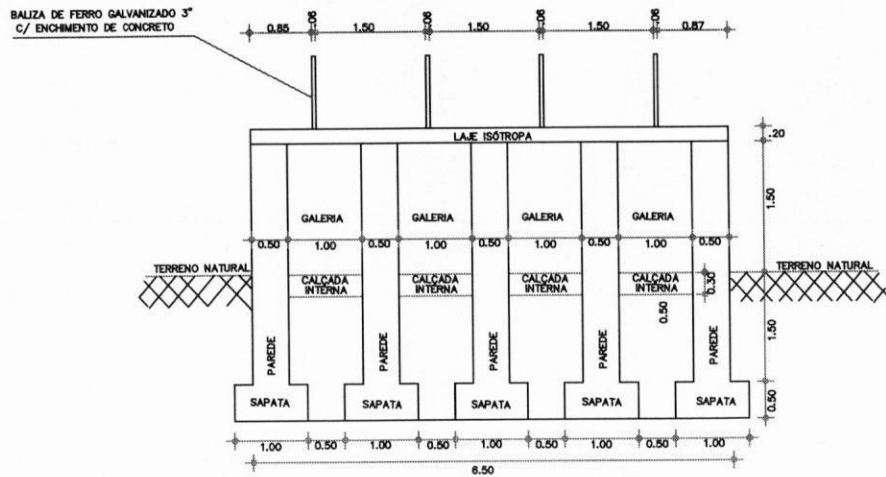 BALIZA DE FERRO GALVANIZADO 3"
C/ ENCHIMENTO DE CONCRETO
0.85 .06 1.50 .06 1.50 .06 1.50 .06 0.87
LAJE ISÓTROPA
.20
1.50
GALERIA GALERIA GALERIA GALERIA
0.50 1.00 0.50 1.00 0.50 1.00 0.50 1.00 0.50
TERRENO NATURAL
TERRENO NATURAL
CALÇADA INTERNA
CALÇADA INTERNA
CALÇADA INTERNA
CALÇADA INTERNA
0.30
0.50
1.50
PAREDE PAREDE PAREDE PAREDE PAREDE
SAPATA SAPATA SAPATA SAPATA SAPATA
0.50
1.00 0.50 1.00 0.50 1.00 0.50 1.00 0.50 1.00
6.50